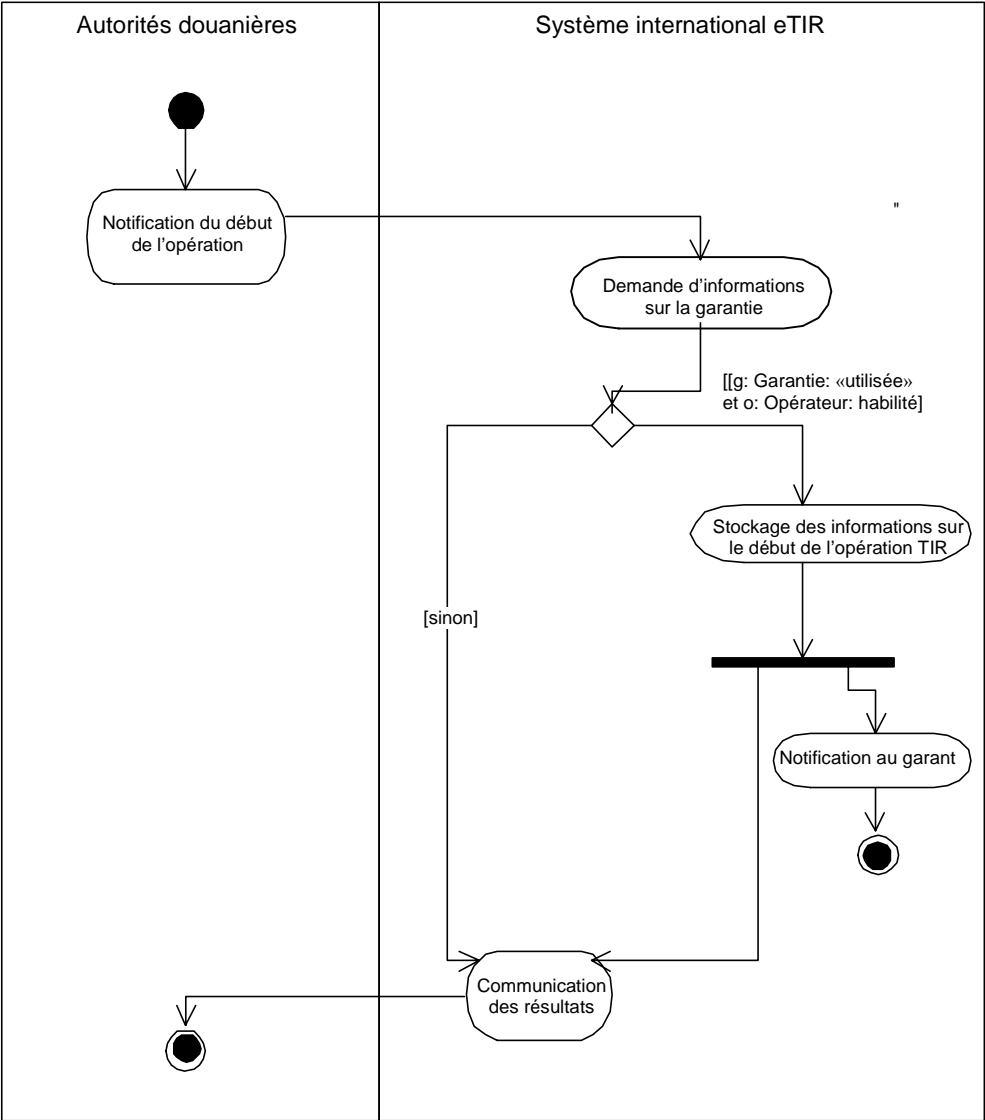 Autorités douanières
Système international eTIR
Notification du début
de l'opération
"
Demande d'informations
sur la garantie
[[g: Garantie: «utilisée»
et o: Opérateur: habilité]
Stockage des informations sur
le début de l'opération TIR
[sinon]
Notification au garant
Communication
des résultats